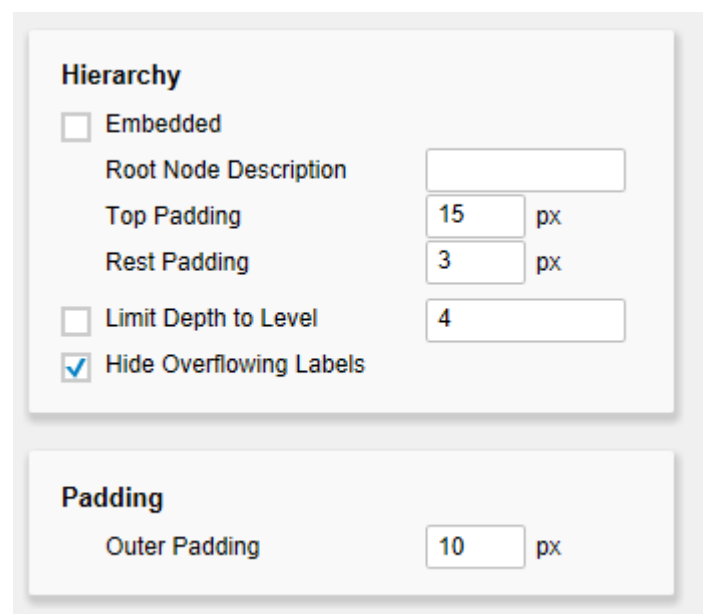 Hierarchy
Embedded
Root Node Description
Top Padding 15 px
Rest Padding 3 px
Limit Depth to Level 4
Hide Overflowing Labels
Padding
Outer Padding 10 px